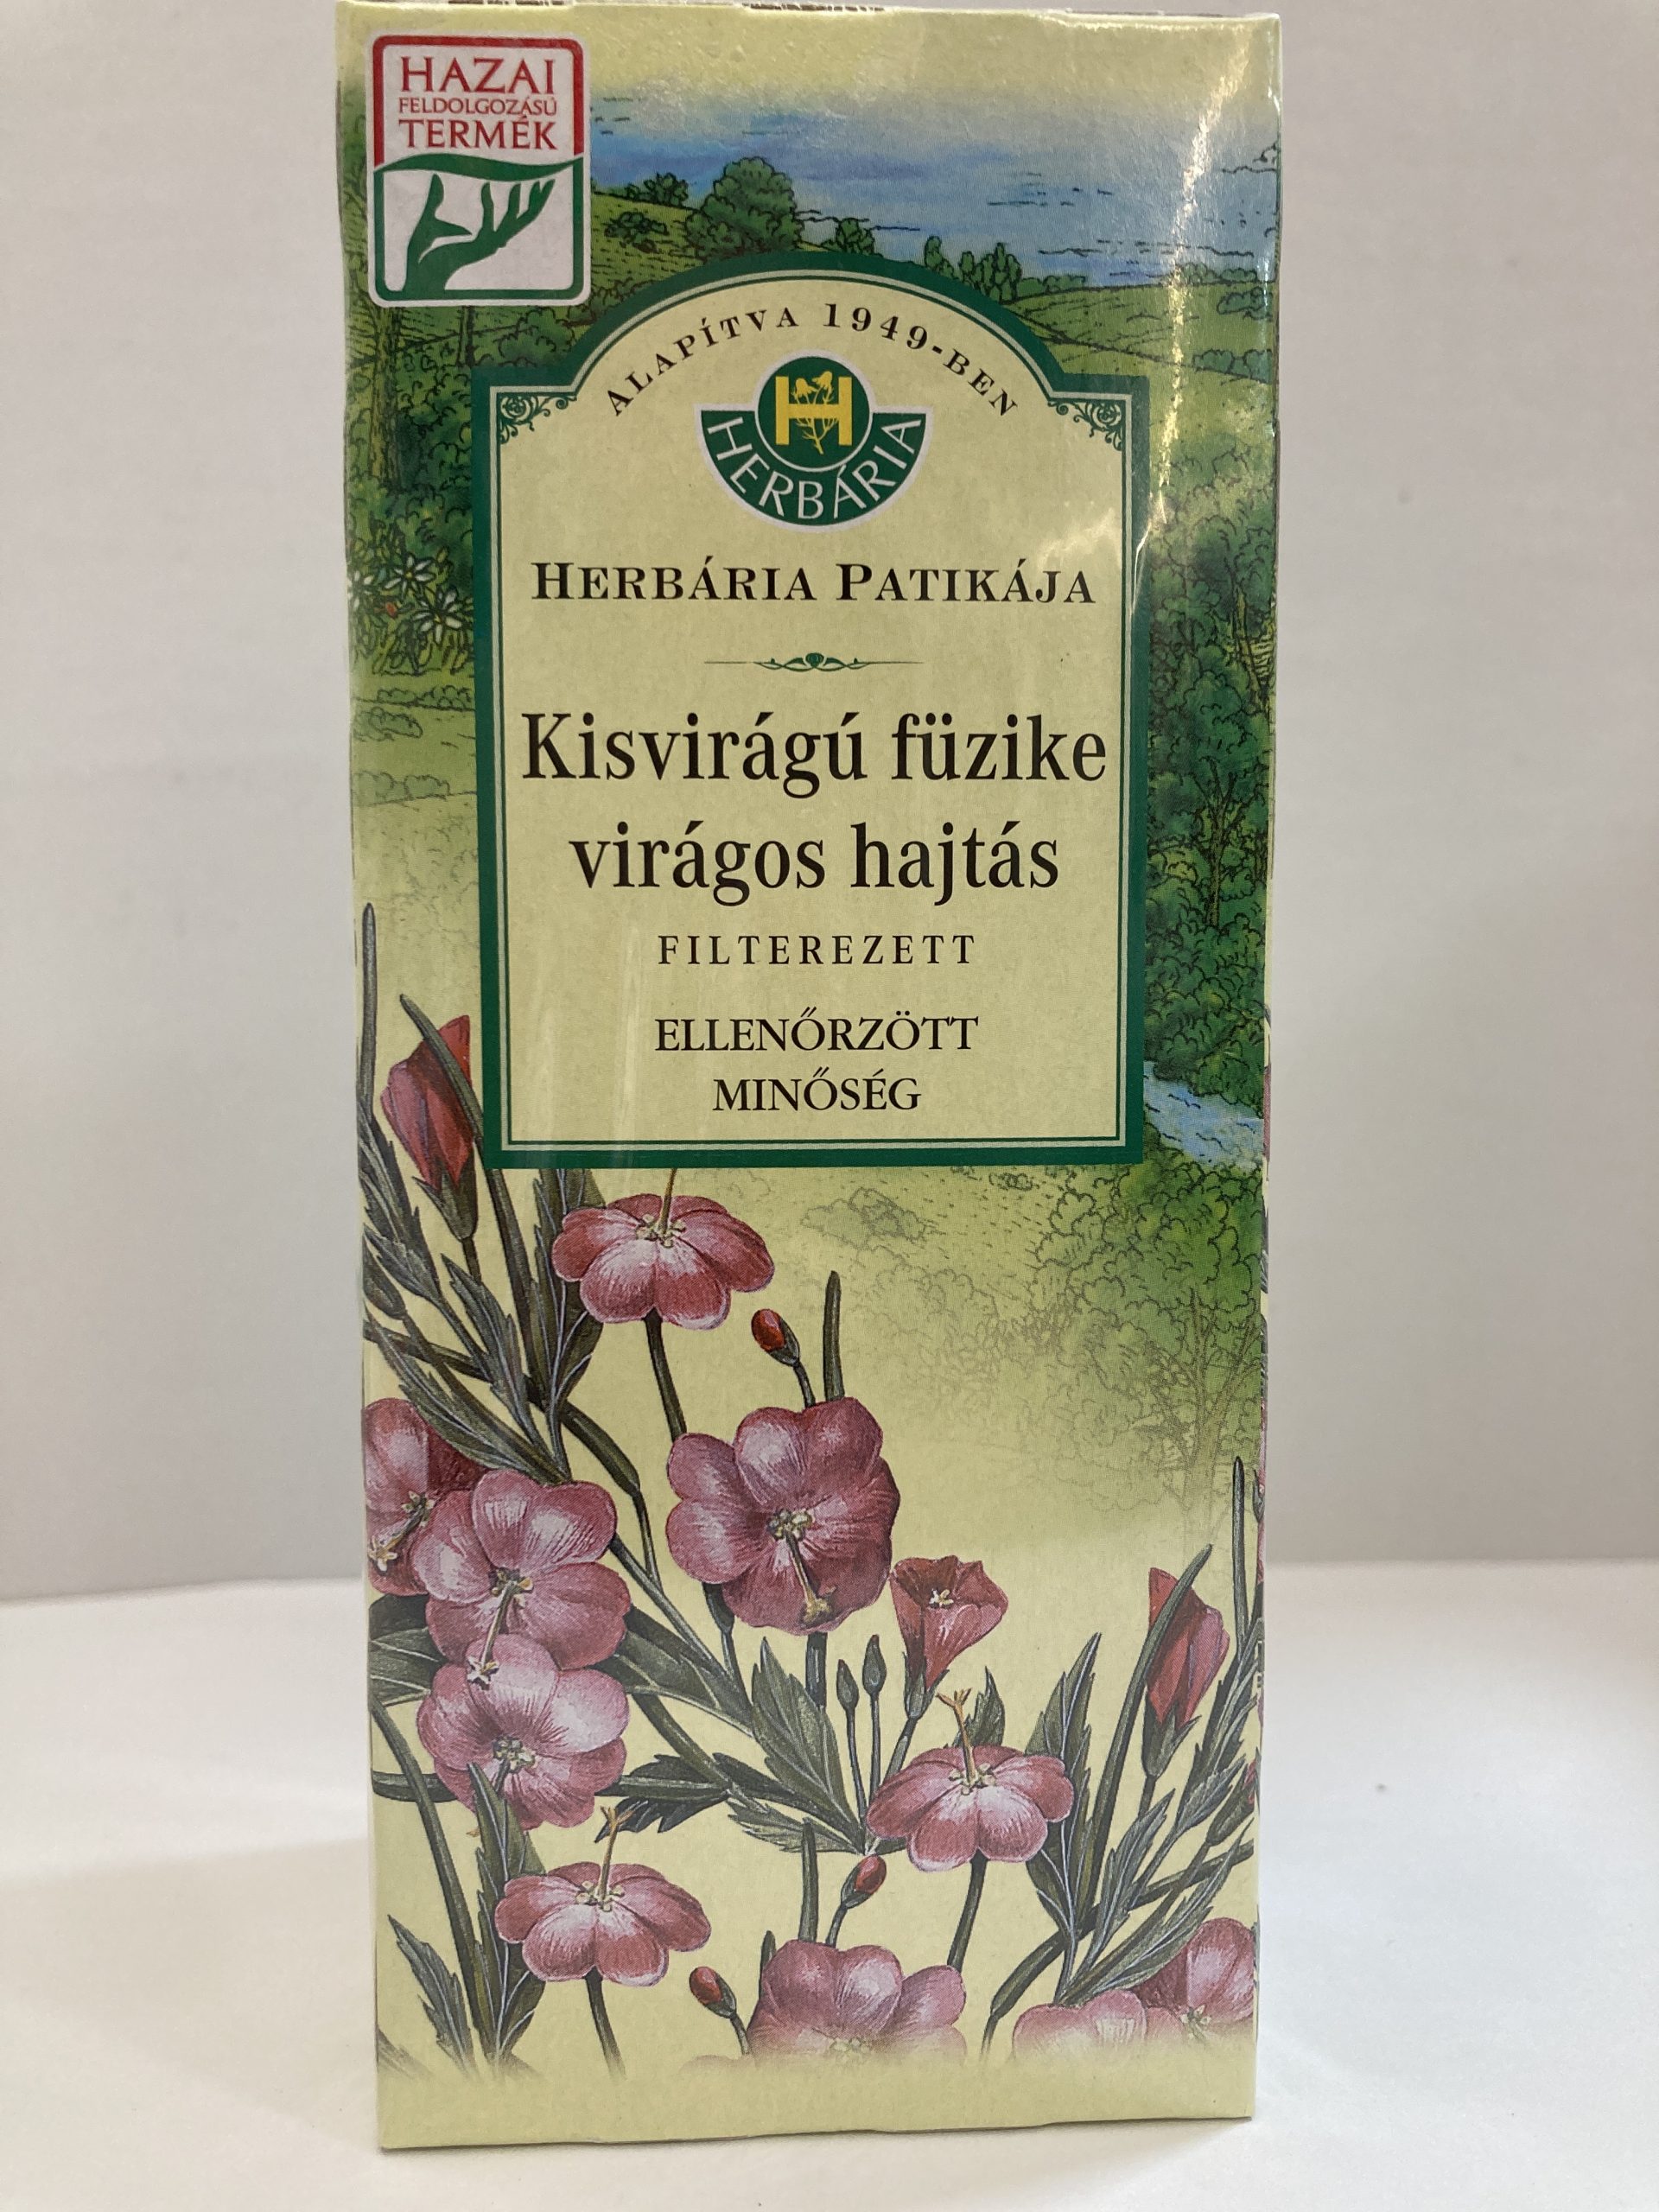 HAZAI
FELDOLGOZÁSÚ
TERMÉK
ALAPÍTVA 1949-BEN
H
HERBÁRIA
HERBÁRIA PATIKÁJA
Kisvirágú füzike
virágos hajtás
FILTEREZETT
ELLENŐRZÖTT
MINŐSÉG